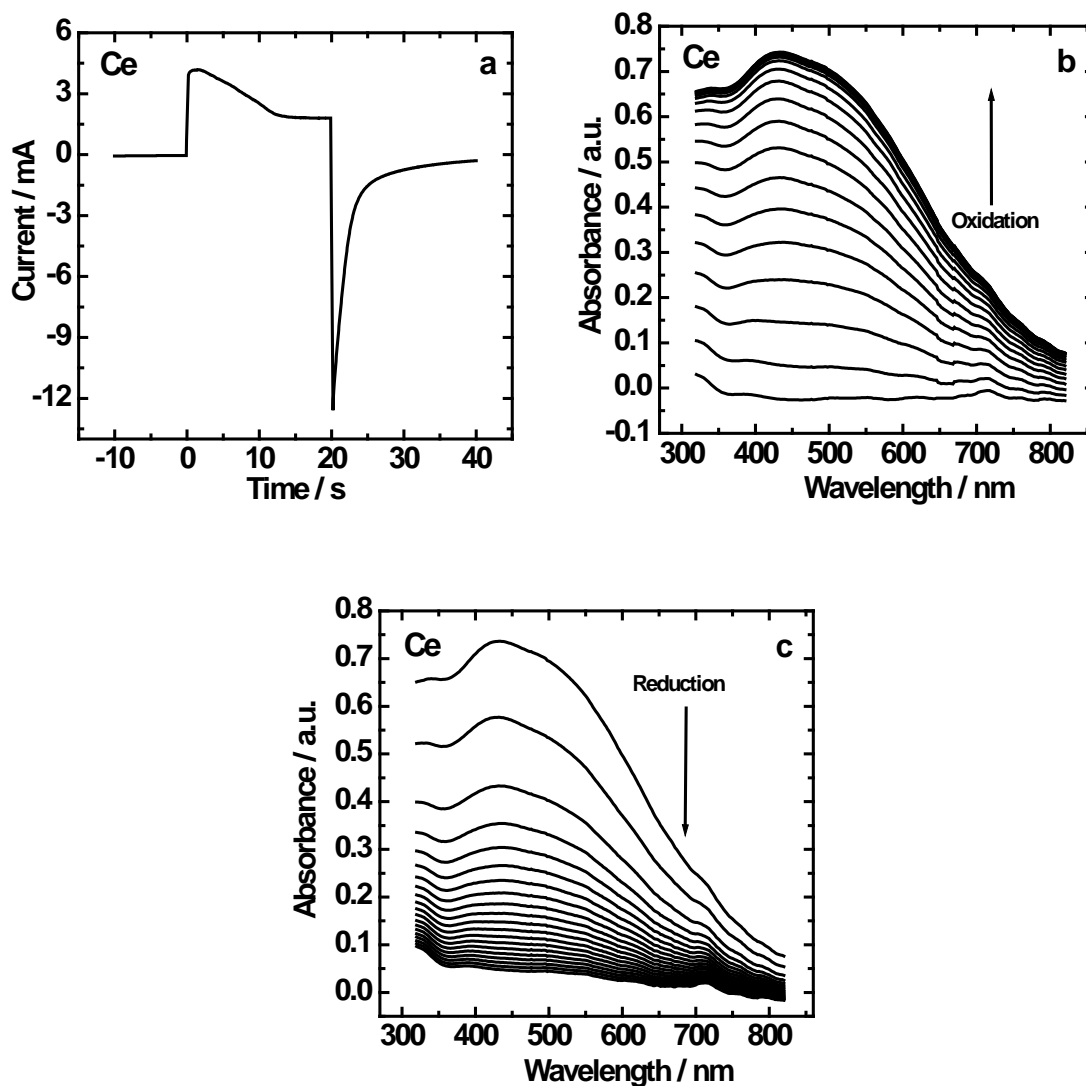 Ce a
Current / mA
6
3
0
-3
-6
-9
-12
-10 0 10 20 30 40
Time / s
Ce b
Absorbance / a.u.
0.8
0.7
0.6
0.5
0.4
0.3
0.2
0.1
0.0
-0.1
Oxidation
300 400 500 600 700 800
Wavelength / nm
Ce c
Absorbance / a.u.
0.8
0.7
0.6
0.5
0.4
0.3
0.2
0.1
0.0
Reduction
300 400 500 600 700 800
Wavelength / nm